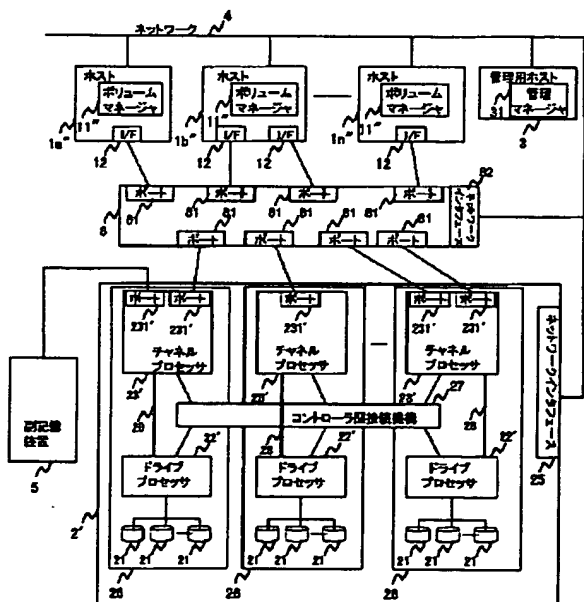 ネットワーク
4
ホスト
ボリューム
マネージャ
11"
I/F
1a"
12
ホスト
ボリューム
マネージャ
11"
I/F
I/F
1b"
12
12
ホスト
ボリューム
マネージャ
11"
I/F
1n"
12
管理用ホスト
管理
マネージャ
31
3
ポート
ポート
ポート
ポート
61
61
61
61
61
61
61
61
ポート
ポート
ポート
ポート
6
62
ネットワーク
インタフェース
ポート
ポート
231'
231'
チャネル
プロセッサ
23'
ポート
231'
チャネル
プロセッサ
23'
ポート
ポート
231'
231'
チャネル
プロセッサ
23'
27
ネットワークインタフェース
25
副記憶
装置
5
コントローラ間接続機構
28
28
28
22'
22'
22'
ドライブ
プロセッサ
ドライブ
プロセッサ
ドライブ
プロセッサ
21
21
21
21
21
21
21
21
21
26
26
26